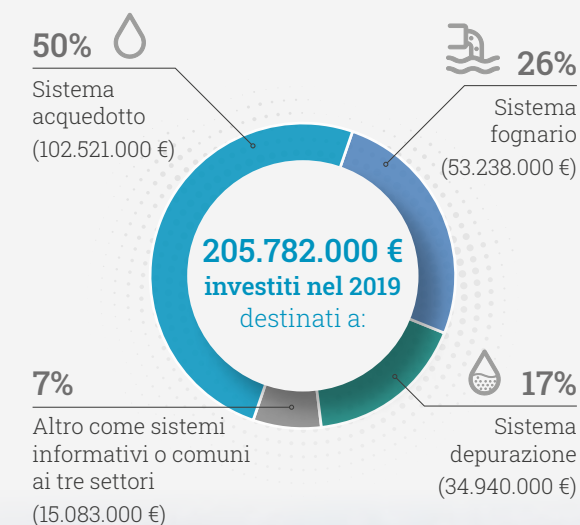 50%
Sistema
acquedotto
(102.521.000 €)
26%
Sistema
fognario
(53.238.000 €)
205.782.000 €
investiti nel 2019
destinati a:
7%
Altro come sistemi
informativi o comuni
ai tre settori
(15.083.000 €)
17%
Sistema
depurazione
(34.940.000 €)